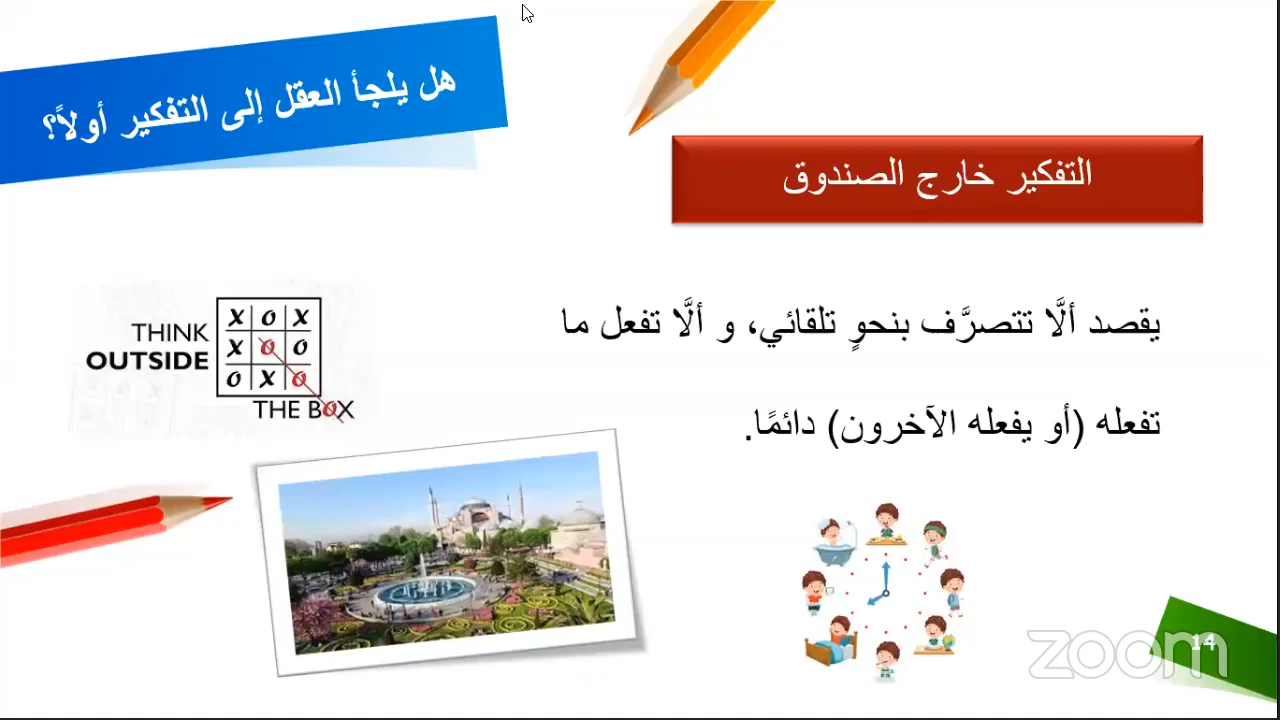 هل يلجأ العقل إلى التفكير أولاً؟
التفكير خارج الصندوق
يقصد ألَّا تتصرَّف بنحوٍ تلقائي، و ألَّا تفعل ما
تفعله (أو يفعله الآخرون) دائمًا.
THINK
OUTSIDE
THE BOX
X O X
X O O
O X O
14
zoom